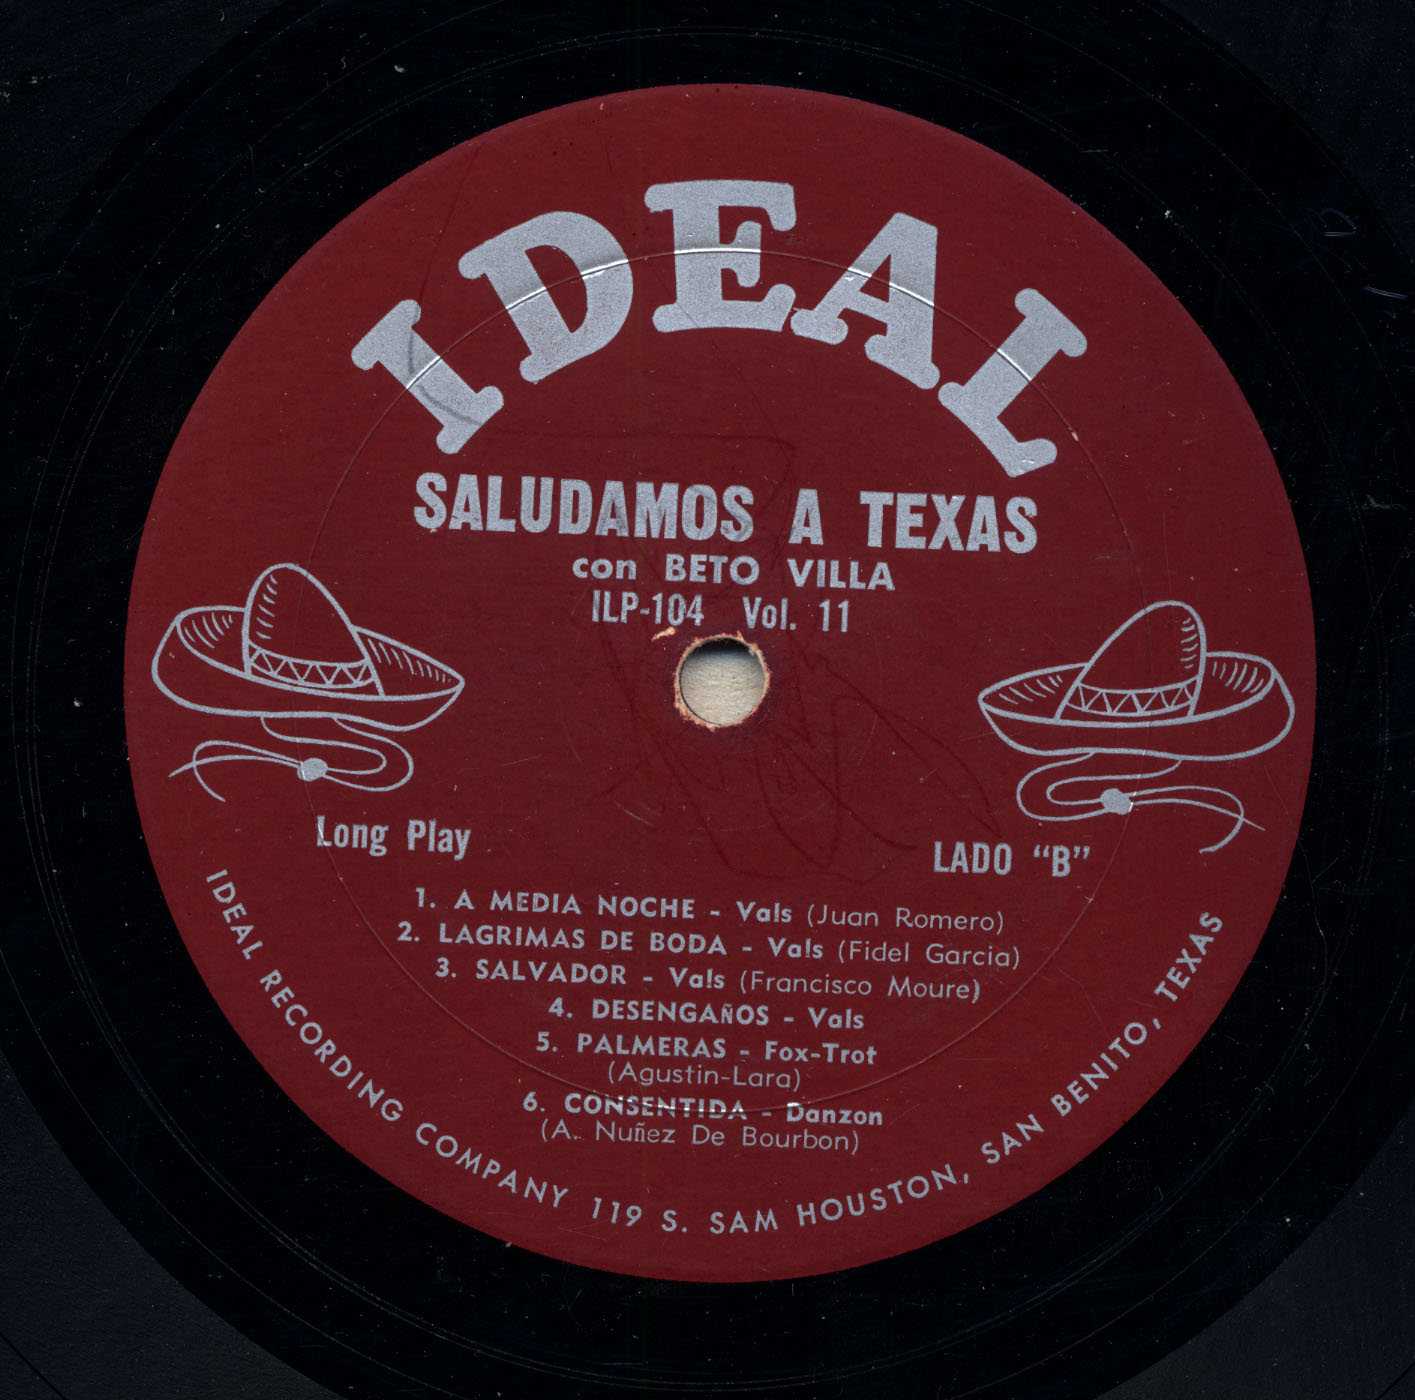 IDEAL
SALUDAMOS A TEXAS
con BETO VILLA
ILP-104 Vol. 11
Long Play
LADO "B"
1. A MEDIA NOCHE - Vals (Juan Romero)
2. LAGRIMAS DE BODA - Vals (Fidel Garcia)
3. SALVADOR - Vals (Francisco Moure)
4. DESENGAÑOS - Vals
5. PALMERAS - Fox-Trot
(Agustin-Lara)
6. CONSENTIDA - Danzon
(A. Nuñez De Bourbon)
IDEAL RECORDING COMPANY 119 S. SAM HOUSTON, SAN BENITO, TEXAS